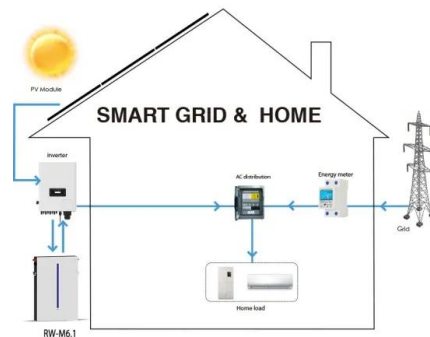 PV Module
SMART GRID & HOME
Inverter
AC distribution
Energy meter
Grid
Home load
RW-M6.1